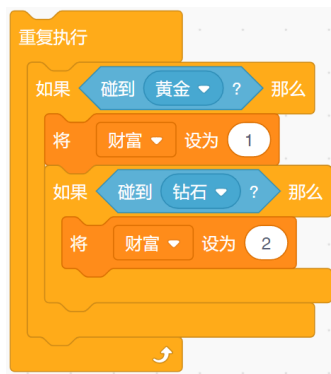 重复执行
如果 碰到 黄金 ? 那么
将 财富 设为 1
如果 碰到 钻石 ? 那么
将 财富 设为 2